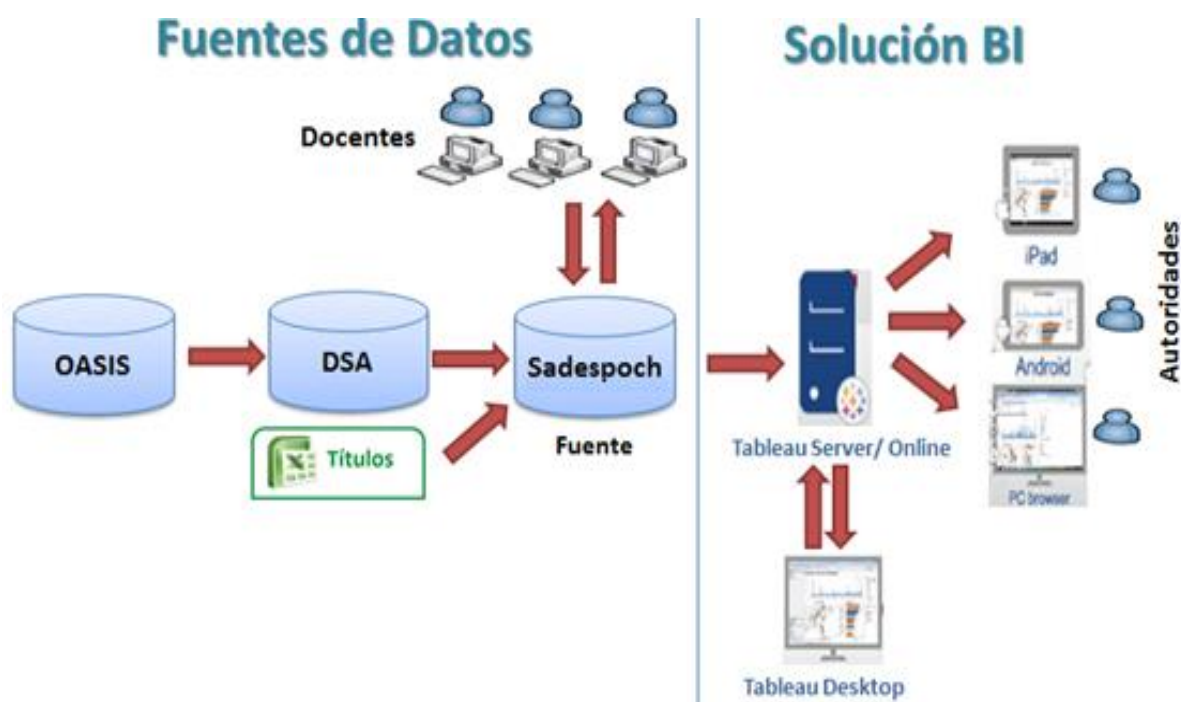 Fuentes de Datos
Solución BI
Docentes
OASIS
DSA
Sadespoch
Títulos
Fuente
Tableau Server/ Online
Tableau Desktop
iPad
Android
PC browser
Autoridades